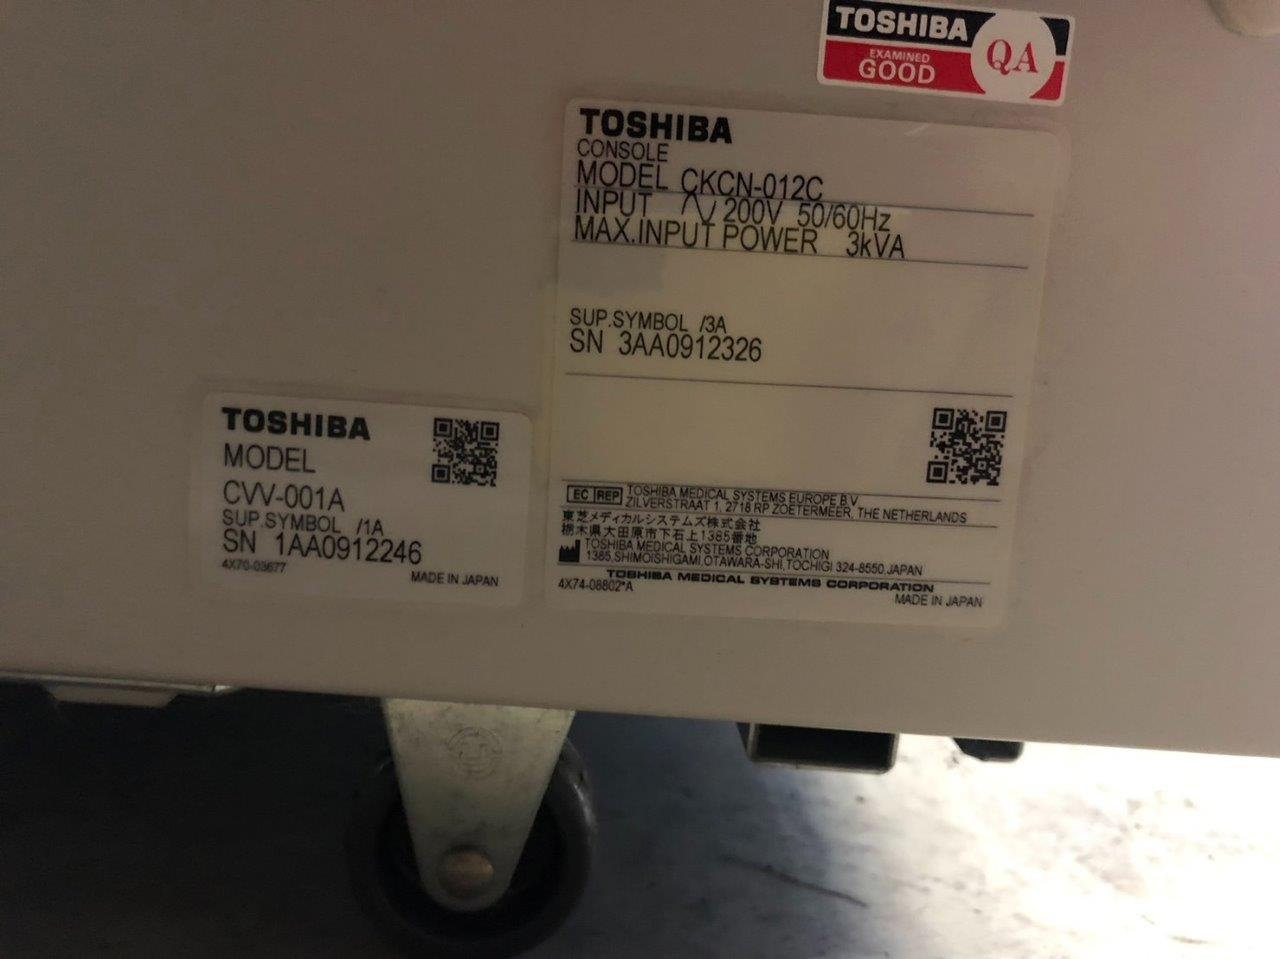 TOSHIBA
EXAMINED
GOOD
QA
TOSHIBA
CONSOLE
MODEL CKCN-012C
INPUT 200V 50/60Hz
MAX.INPUT POWER 3kVA
SUP.SYMBOL /3A
SN 3AA0912326
EC REP TOSHIBA MEDICAL SYSTEMS EUROPE B.V
ZILVERSTRAAT 1, 2718 RP ZOETERMEER, THE NETHERLANDS
東芝メディカルシステムズ株式会社
栃木県大田原市下石上1385番地
TOSHIBA MEDICAL SYSTEMS CORPORATION
1385,SHIMOISHIGAMI,OTAWARA-SHI,TOCHIGI 324-8550,JAPAN
TOSHIBA MEDICAL SYSTEMS CORPORATION
4X74-08802*A
MADE IN JAPAN
TOSHIBA
MODEL
CVV-001A
SUP.SYMBOL /1A
SN 1AA0912246
4X70-03677
MADE IN JAPAN